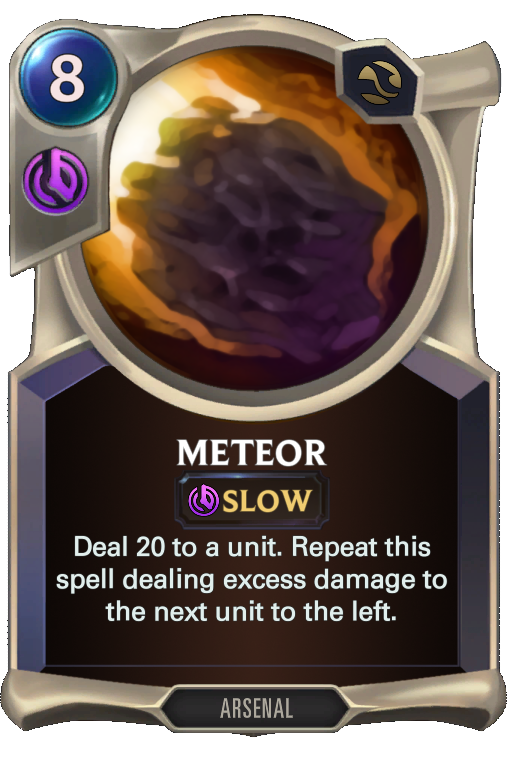 8
METEOR
SLOW
Deal 20 to a unit. Repeat this
spell dealing excess damage to
the next unit to the left.
ARSENAL